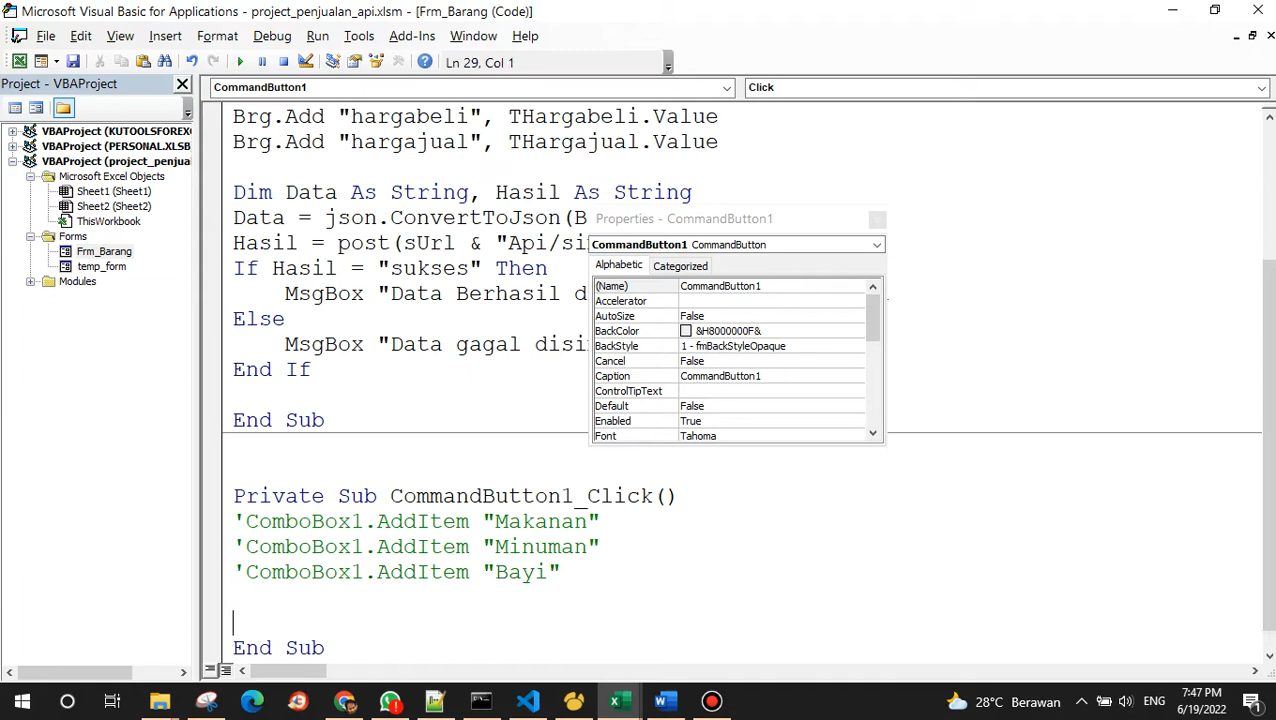 Microsoft Visual Basic for Applications - project_penjualan_api.xlsm - [Frm_Barang (Code)]
File Edit View Insert Format Debug Run Tools Add-Ins Window Help
Ln 29, Col 1
Project - VBAProject
CommandButton1
Click
VBAProject (KUTOOLSFOREX
VBAProject (PERSONAL.XLSB
VBAProject (project_penjual
Microsoft Excel Objects
Sheet1 (Sheet1)
Sheet2 (Sheet2)
ThisWorkbook
Forms
Frm_Barang
temp_form
Modules
Brg.Add "hargabeli", THargabeli.Value
Brg.Add "hargajual", THargajual.Value
Dim Data As String, Hasil As String
Data = json.ConvertToJson(B
Hasil = post(sUrl & "Api/si
If Hasil = "sukses" Then
MsgBox "Data Berhasil d
Else
MsgBox "Data gagal disi
End If
End Sub
Private Sub CommandButton1_Click()
'ComboBox1.AddItem "Makanan"
'ComboBox1.AddItem "Minuman"
'ComboBox1.AddItem "Bayi"
End Sub
Properties - CommandButton1
CommandButton1 CommandButton
Alphabetic Categorized
(Name) CommandButton1
Accelerator
AutoSize False
BackColor &H8000000F&
BackStyle 1 - fmBackStyleOpaque
Cancel False
Caption CommandButton1
ControlTipText
Default False
Enabled True
Font Tahoma
28°C Berawan
ENG
7:47 PM
6/19/2022